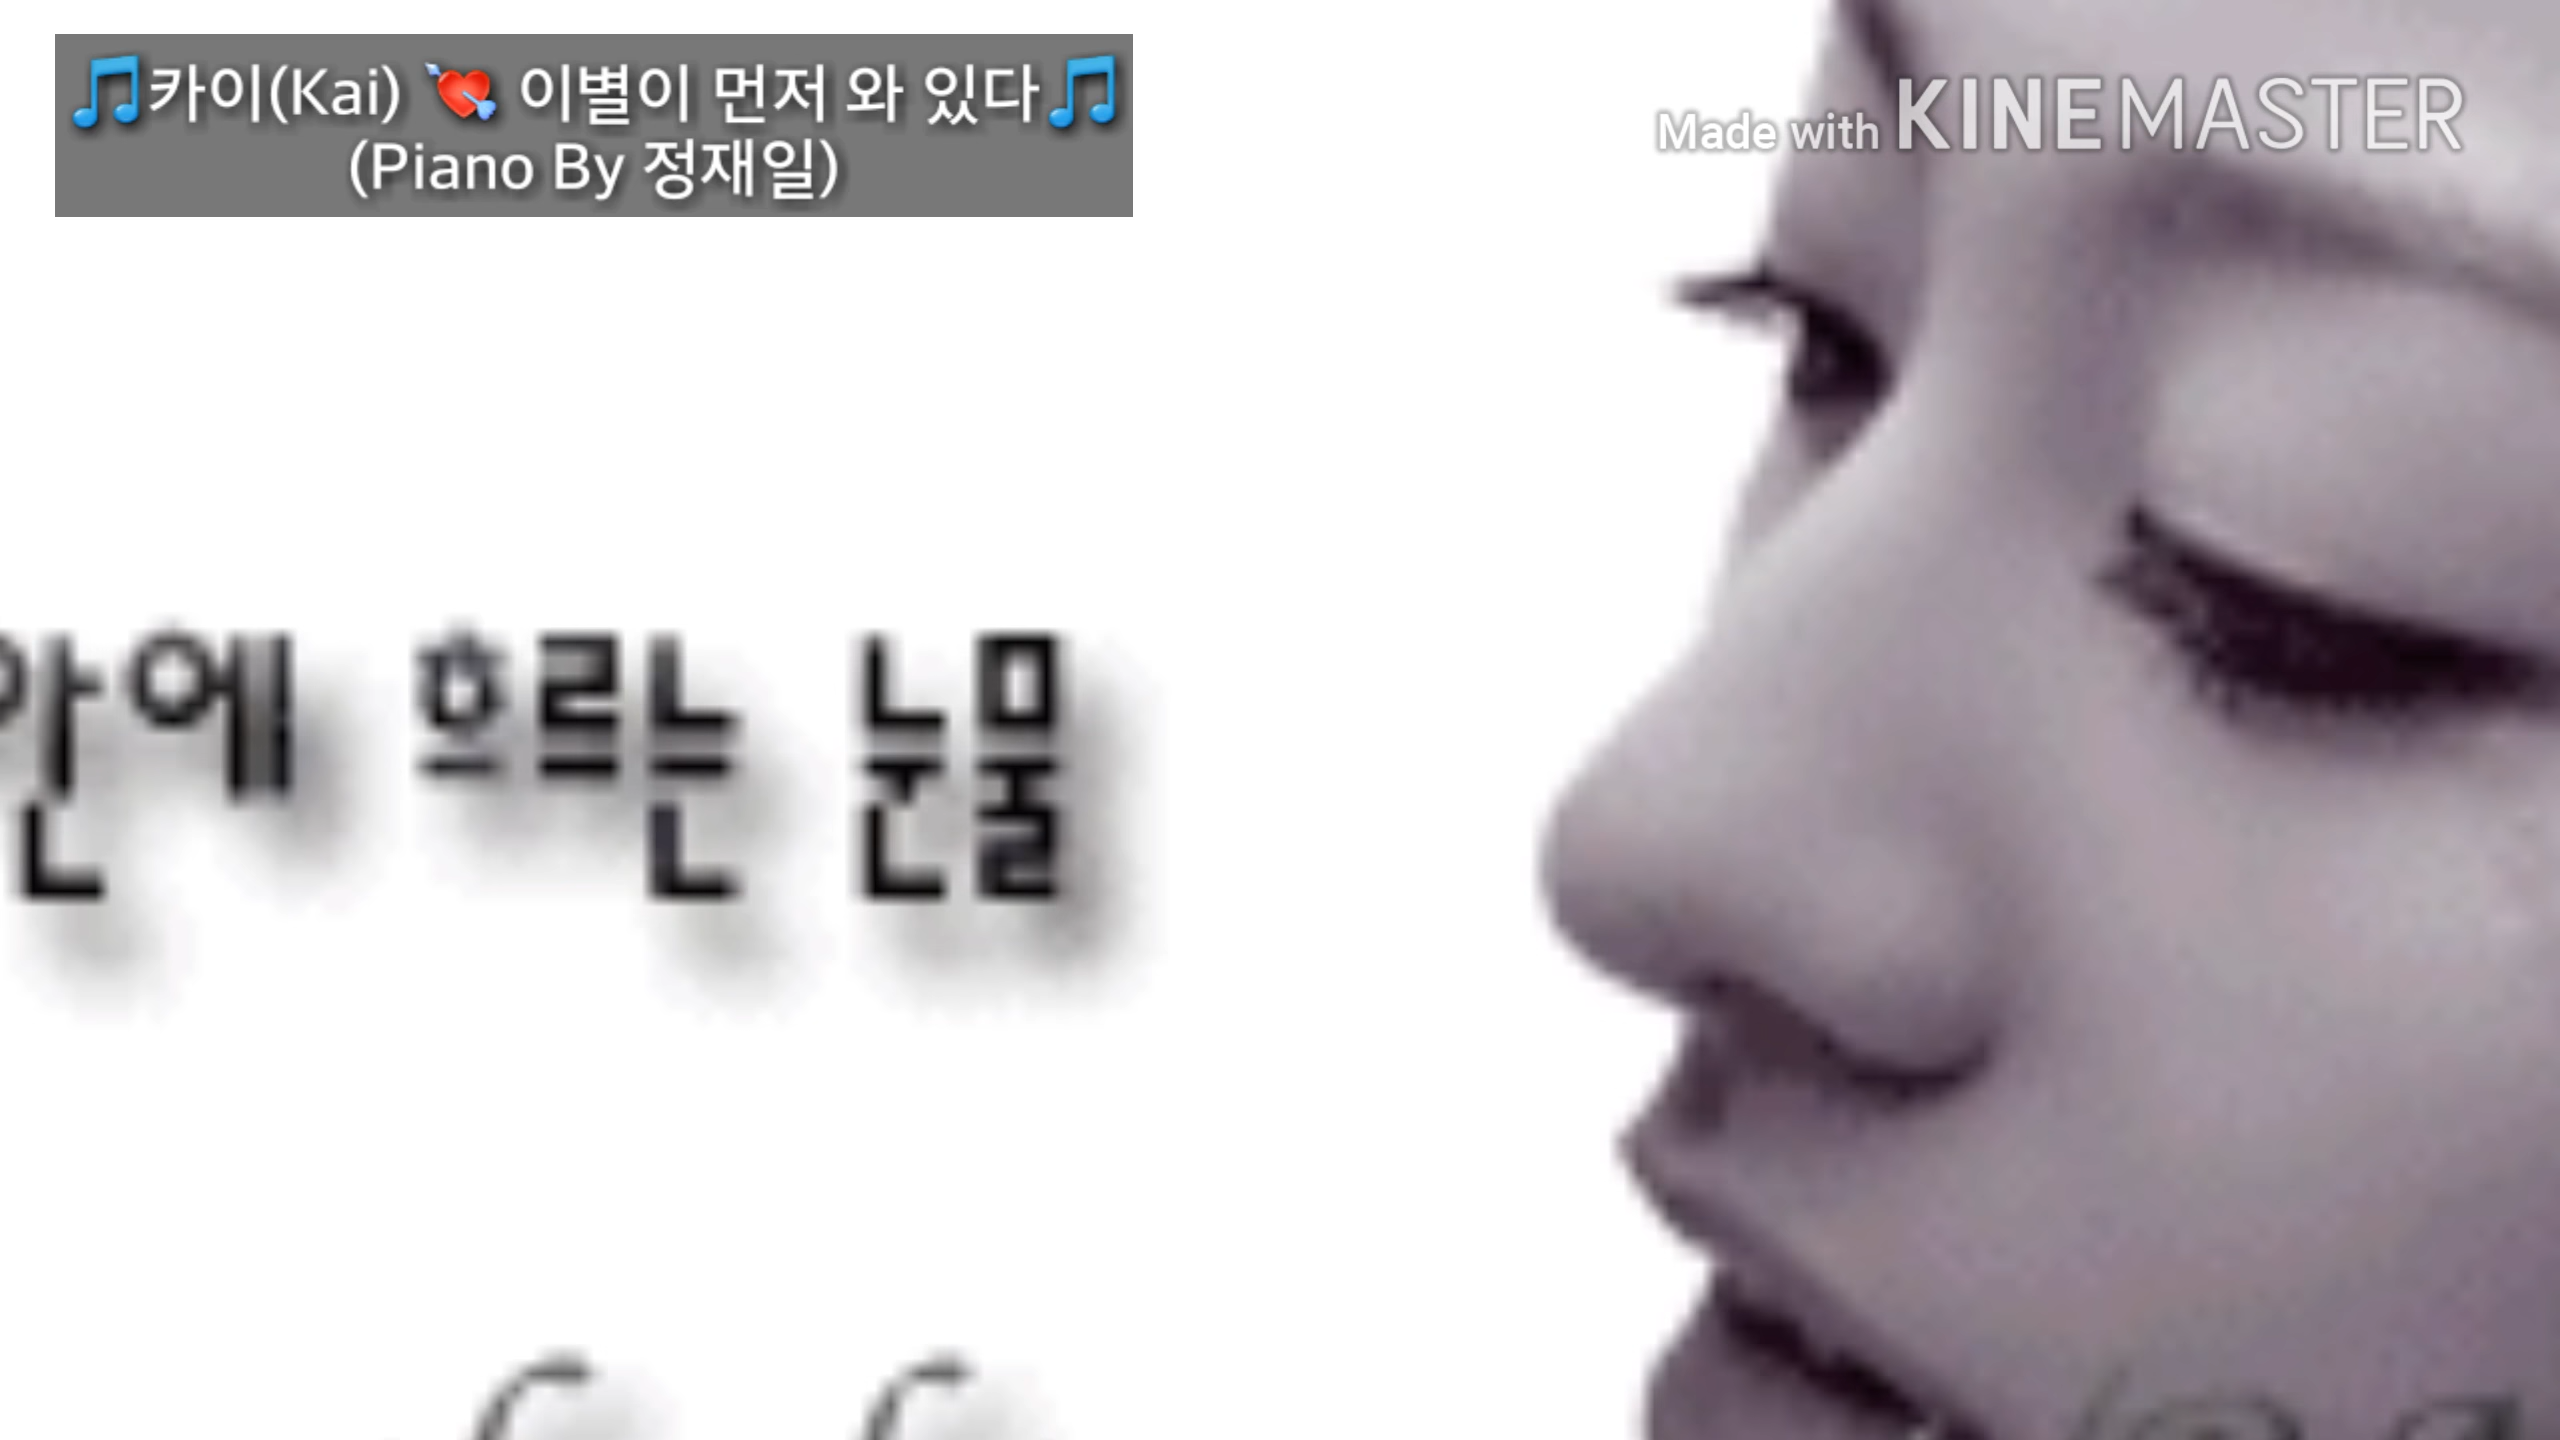 🎵카이(Kai) 💘 이별이 먼저 와 있다🎵
(Piano By 정재일)
Made with KINEMASTER
안에 흐르는 눈물